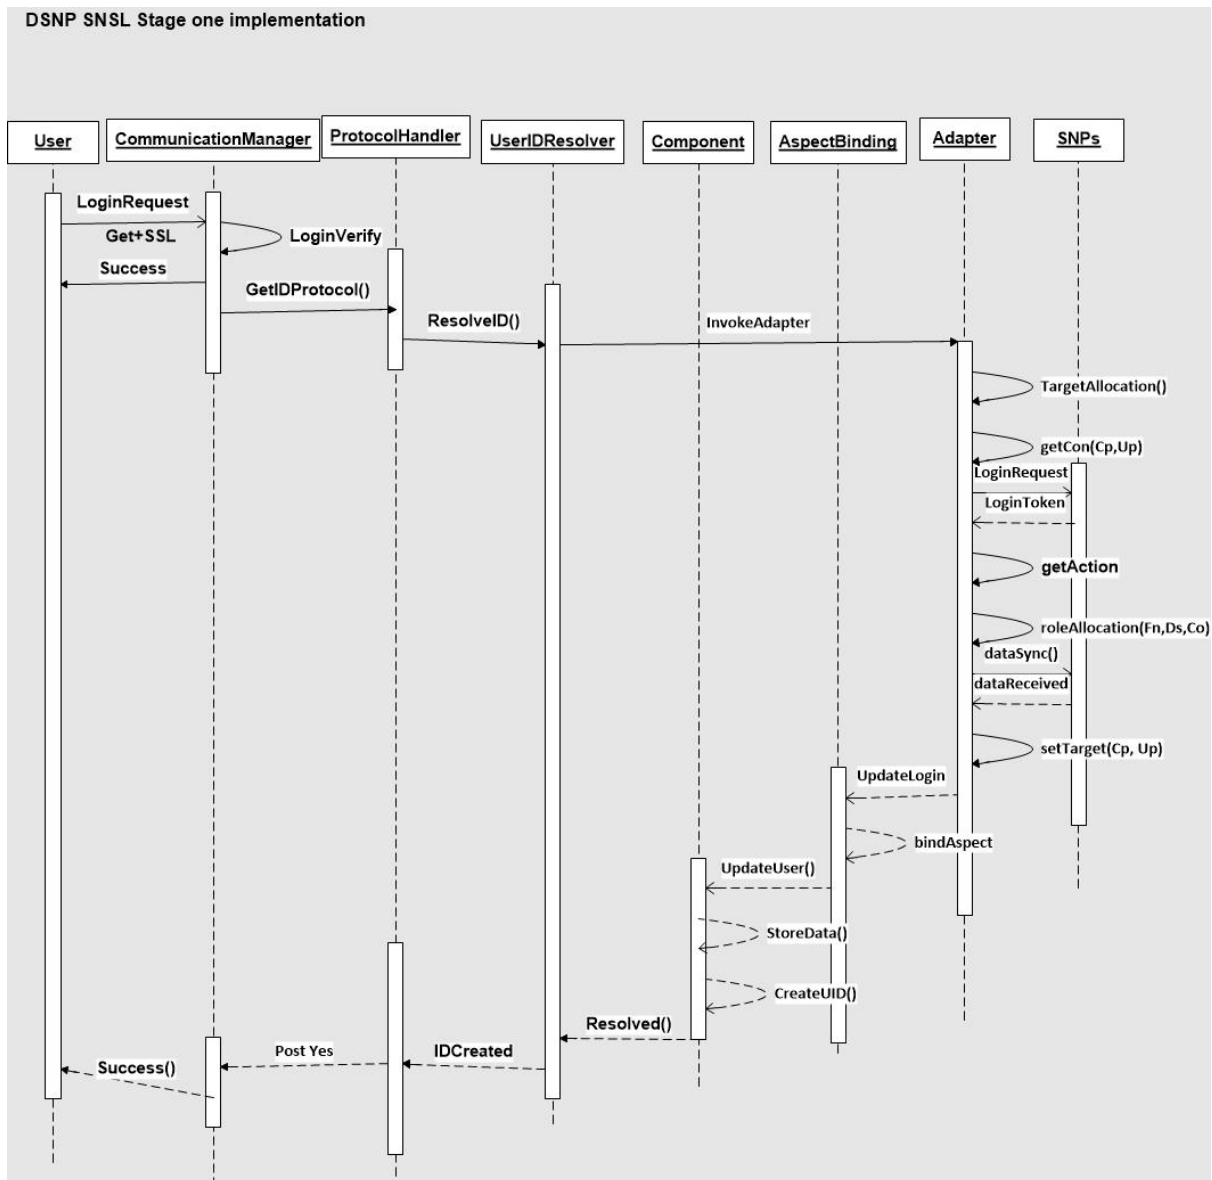 DSNP SNSL Stage one implementation
User
CommunicationManager
ProtocolHandler
UserIDResolver
Component
AspectBinding
Adapter
SNPs
LoginRequest
Get+SSL
LoginVerify
Success
GetIDProtocol()
ResolveID()
InvokeAdapter
TargetAllocation()
getCon(Cp,Up)
LoginRequest
LoginToken
getAction
roleAllocation(Fn,Ds,Co)
dataSync()
dataReceived
setTarget(Cp, Up)
UpdateLogin
bindAspect
UpdateUser()
StoreData()
CreateUID()
Resolved()
IDCreated
Post Yes
Success()